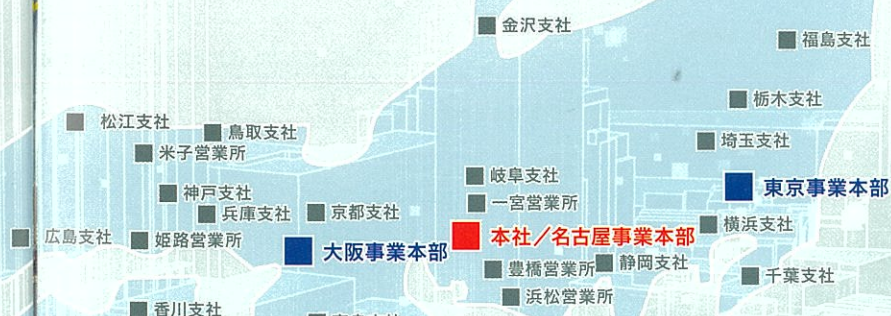 金沢支社
福島支社
栃木支社
松江支社
鳥取支社
埼玉支社
米子営業所
岐阜支社
東京事業本部
神戸支社
一宮営業所
兵庫支社
京都支社
横浜支社
広島支社
姫路営業所
本社／名古屋事業本部
大阪事業本部
豊橋営業所
静岡支社
千葉支社
浜松営業所
香川支社